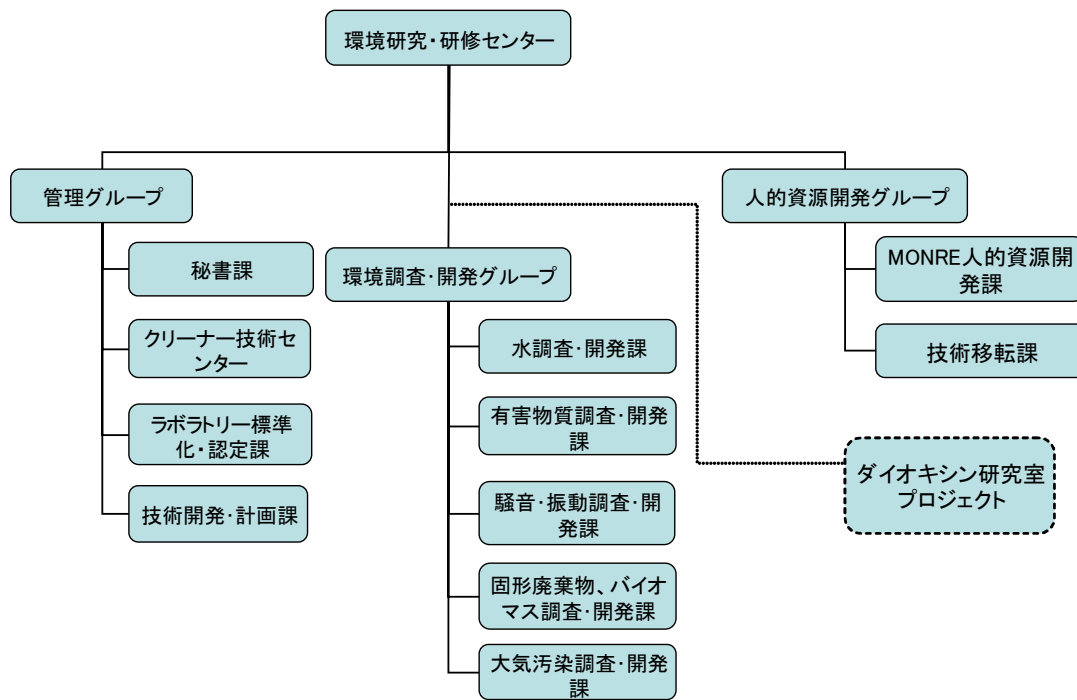 環境研究・研修センター
管理グループ
人的資源開発グループ
秘書課
環境調査・開発グループ
MONRE人的資源開
発課
クリーナー技術セ
ンター
水調査・開発課
技術移転課
ラボラトリー標準
化・認定課
有害物質調査・開発
課
ダイオキシン研究室
プロジェクト
技術開発・計画課
騒音・振動調査・開
発課
固形廃棄物、バイオ
マス調査・開発課
大気汚染調査・開発
課